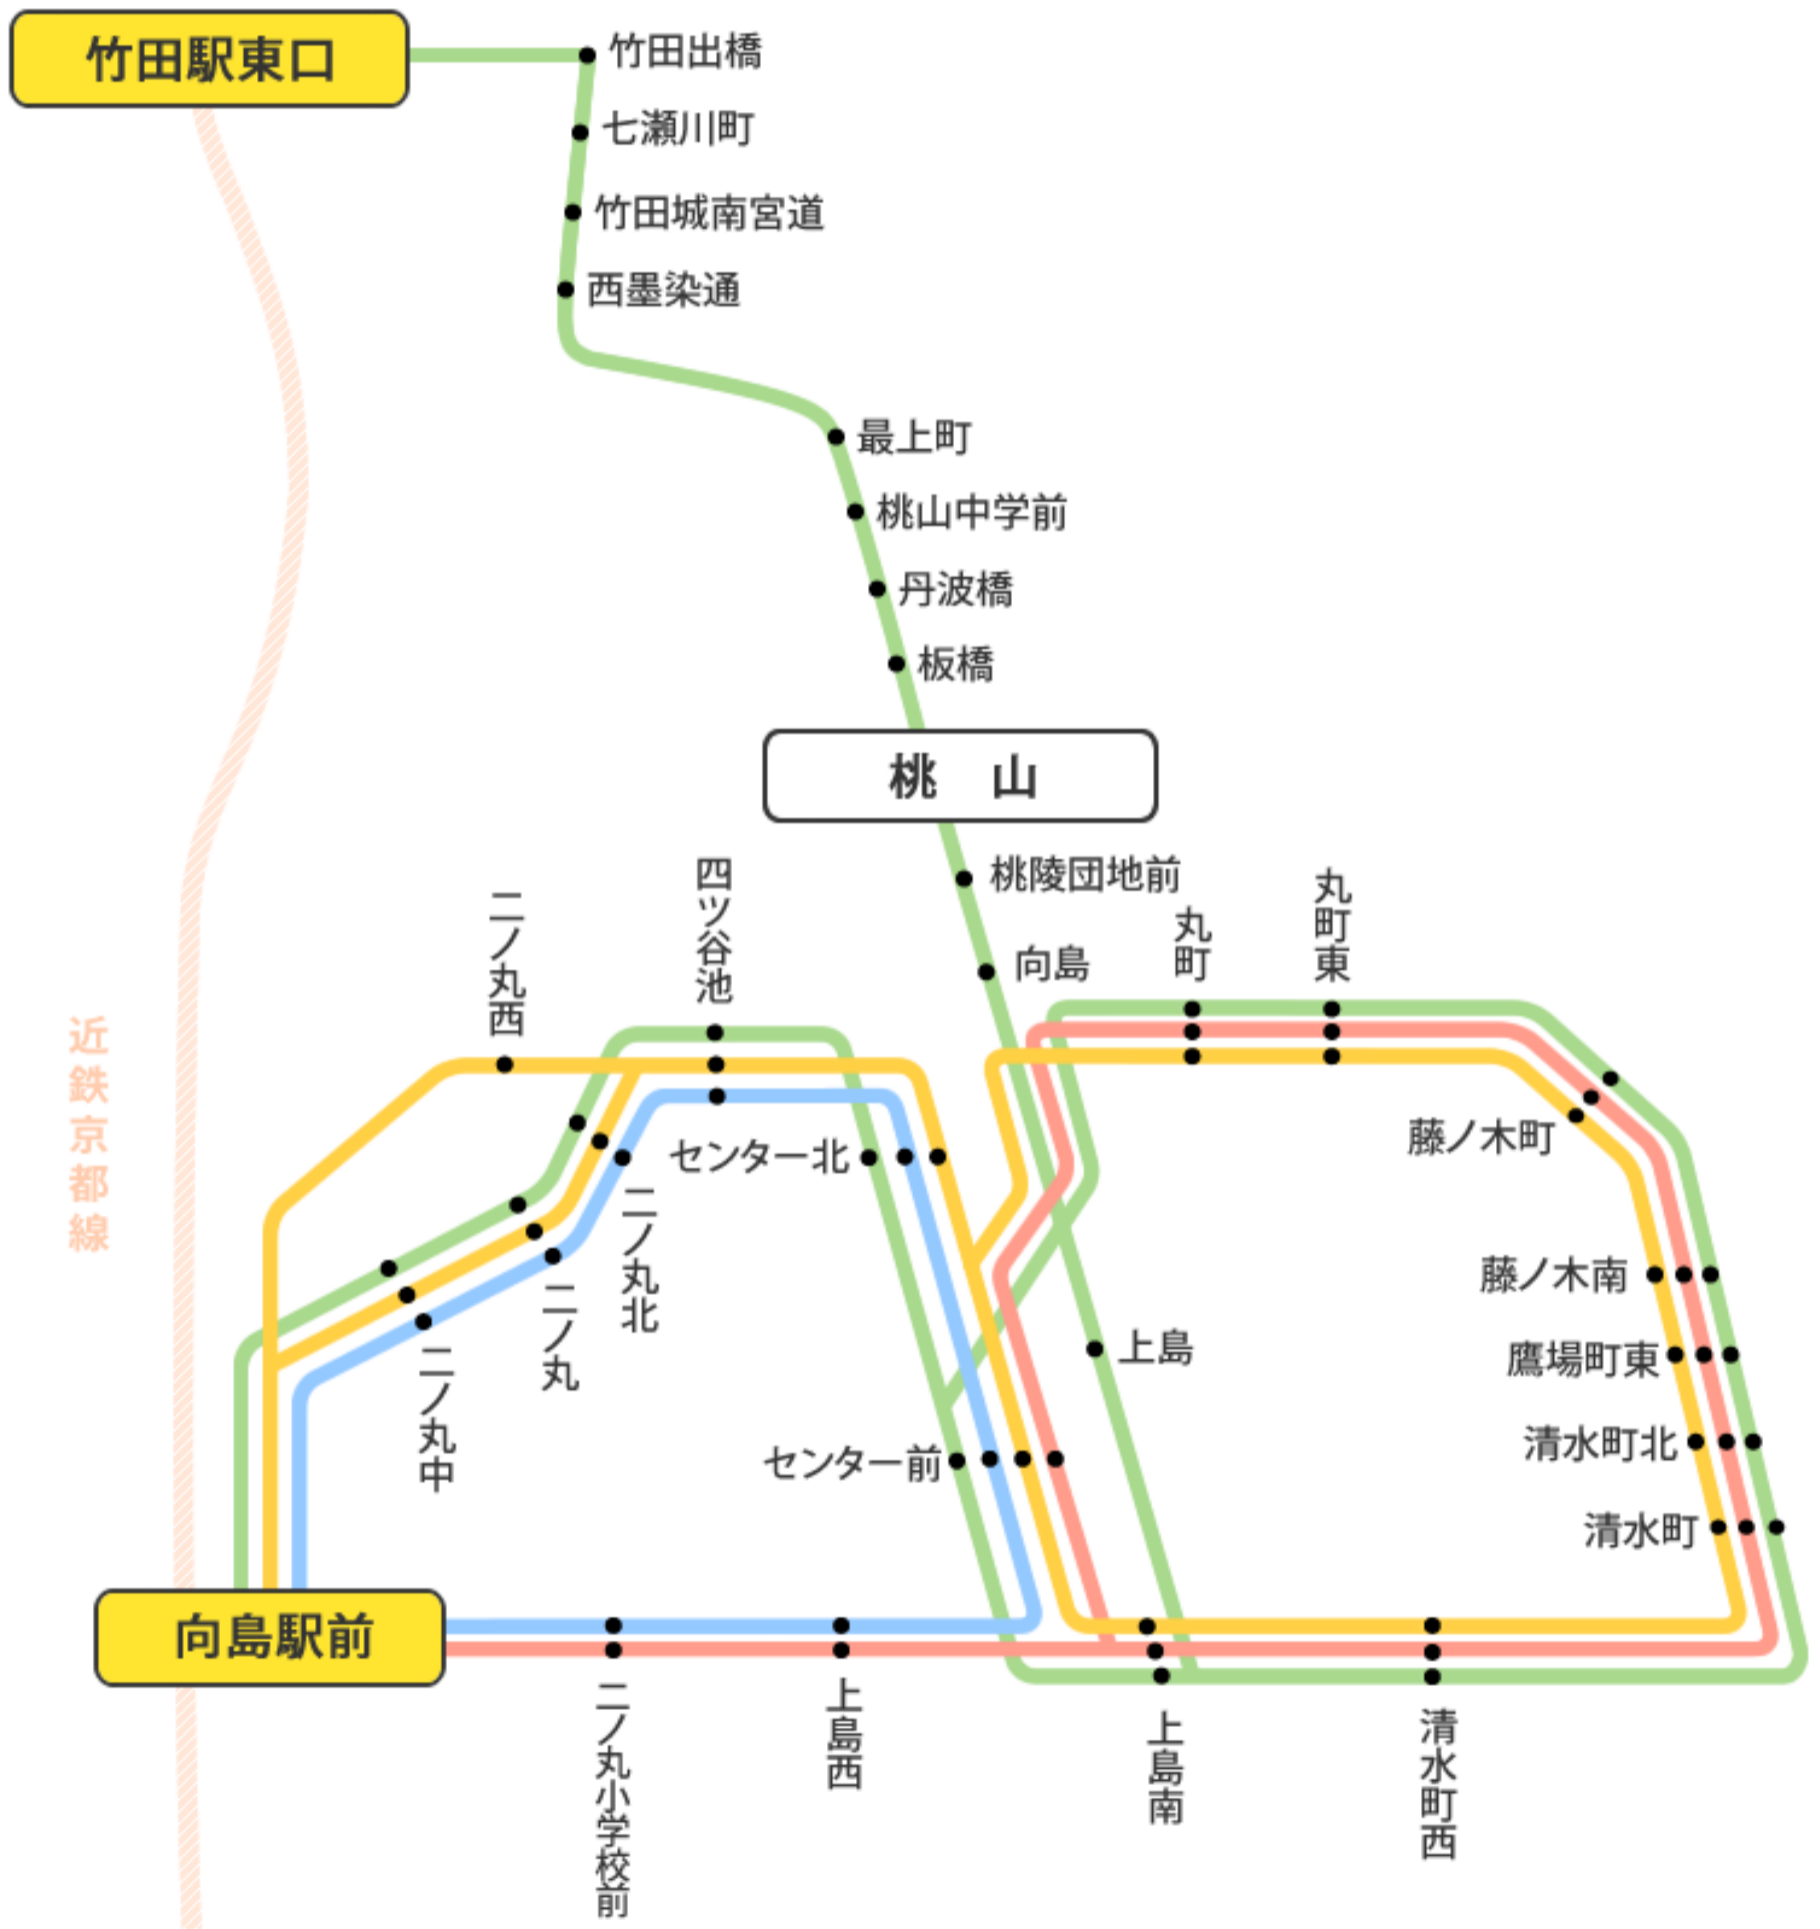 竹田駅東口
竹田出橋
七瀬川町
竹田城南宮道
西墨染通
最上町
桃山中学前
丹波橋
板橋
桃　山
桃陵団地前
向島
丸町
丸町東
四ツ谷池
二ノ丸西
近鉄京都線
藤ノ木町
センター北
二ノ丸北
二ノ丸
二ノ丸中
藤ノ木南
上島
鷹場町東
清水町北
センター前
清水町
向島駅前
二ノ丸小学校前
上島西
上島南
清水町西